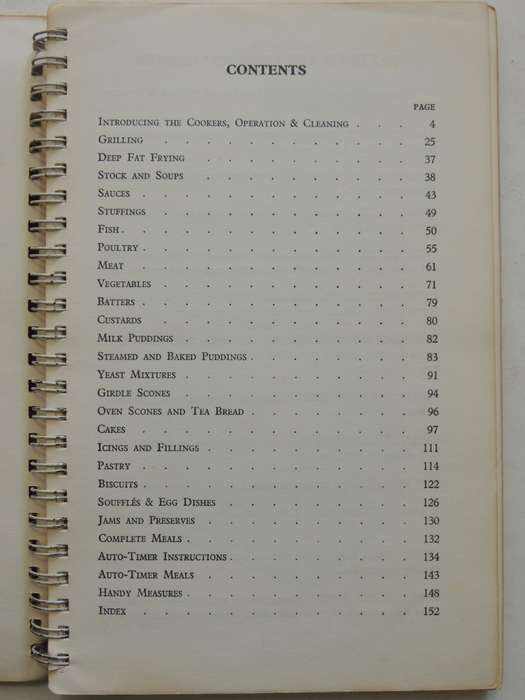 CONTENTS
PAGE
Introducing the Cookers, Operation & Cleaning . . . 4
Grilling . . . . . . . . . . . . 25
Deep Fat Frying . . . . . . . . . . 37
Stock and Soups . . . . . . . . . . 38
Sauces . . . . . . . . . . . . . 43
Stuffings . . . . . . . . . . . . 49
Fish . . . . . . . . . . . . . . 50
Poultry . . . . . . . . . . . . . 55
Meat . . . . . . . . . . . . . 61
Vegetables . . . . . . . . . . . . 71
Batters . . . . . . . . . . . . . 79
Custards . . . . . . . . . . . . 80
Milk Puddings . . . . . . . . . . . 82
Steamed and Baked Puddings . . . . . . . . 83
Yeast Mixtures . . . . . . . . . . . 91
Girdle Scones . . . . . . . . . . . 94
Oven Scones and Tea Bread . . . . . . . . 96
Cakes . . . . . . . . . . . . . 97
Icings and Fillings . . . . . . . . . . 111
Pastry . . . . . . . . . . . . . 114
Biscuits . . . . . . . . . . . . . 122
Soufflés & Egg Dishes . . . . . . . . . 126
Jams and Preserves . . . . . . . . . . 130
Complete Meals . . . . . . . . . . . 132
Auto-Timer Instructions . . . . . . . . . 134
Auto-Timer Meals . . . . . . . . . . 143
Handy Measures . . . . . . . . . . . 148
Index . . . . . . . . . . . . . 152